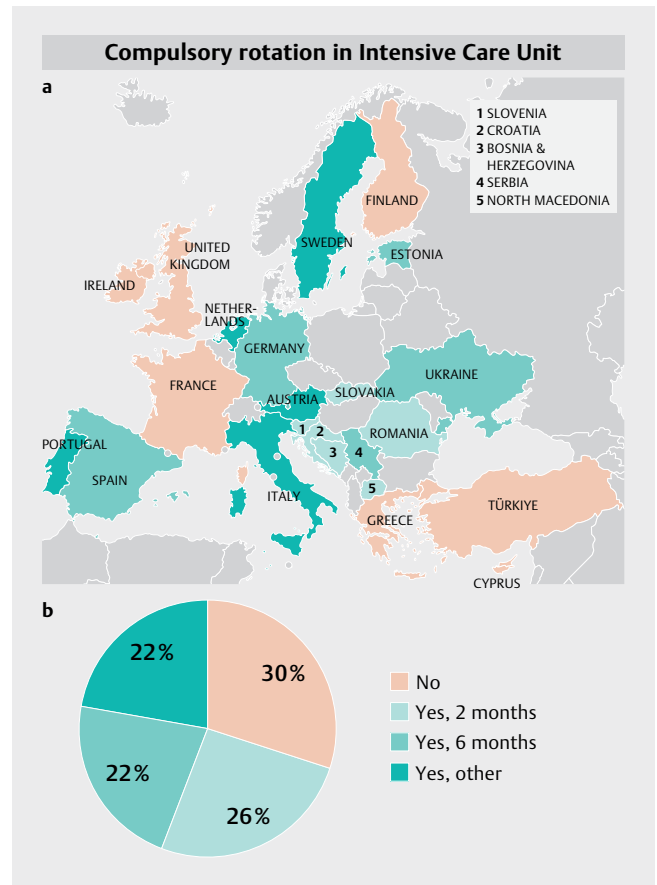 Compulsory rotation in Intensive Care Unit
a
1 SLOVENIA
2 CROATIA
3 BOSNIA &
HERZEGOVINA
4 SERBIA
5 NORTH MACEDONIA
FINLAND
SWEDEN
ESTONIA
UNITED
KINGDOM
IRELAND
NETHER-
LANDS
GERMANY
UKRAINE
FRANCE
SLOVAKIA
AUSTRIA
1
2
ROMANIA
PORTUGAL
3
4
SPAIN
5
ITALY
TÜRKIYE
GREECE
CYPRUS
b
22%
30%
22%
26%
No
Yes, 2 months
Yes, 6 months
Yes, other